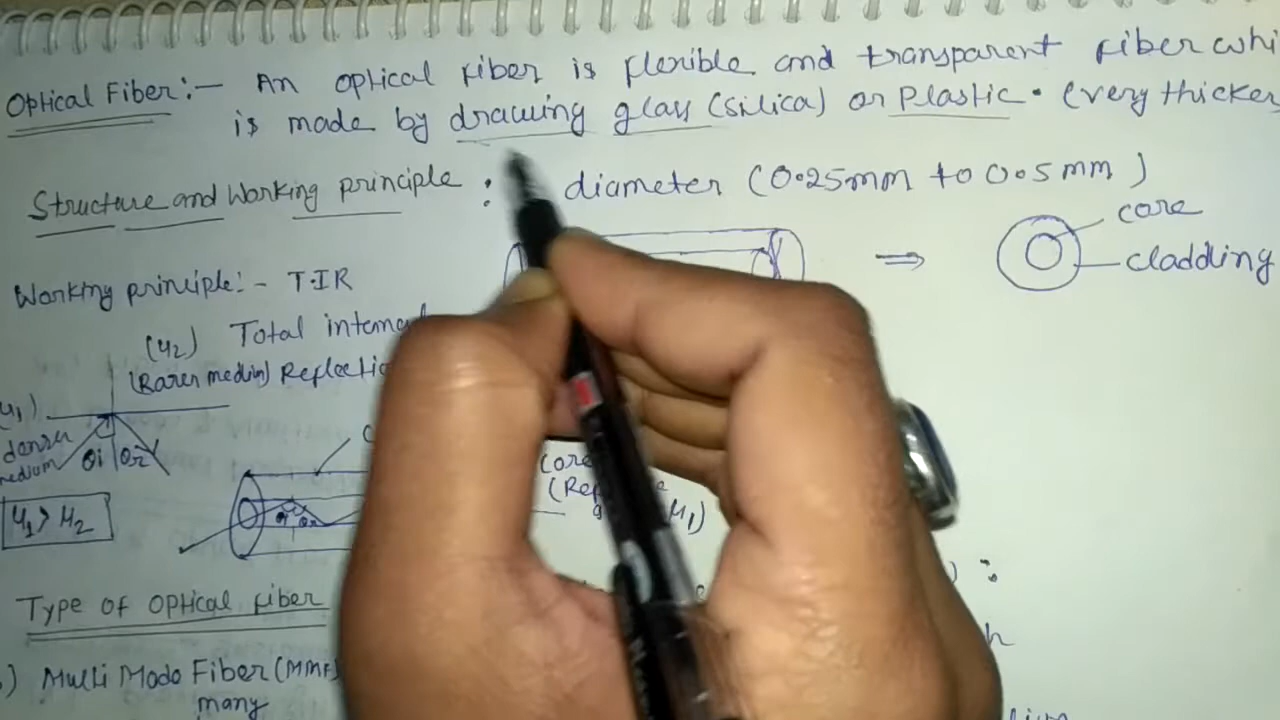 Optical Fiber:- An optical fiber is flexible and transparent fiber whi
is made by drawing glass (silica) or Plastic. (very thicker
Structure and Working principle : diameter (0.25mm to 0.5mm)
core
cladding
Working principle:- T.I.R
(μ2) Total internal
(Rarer medium) Reflectio
μ1)
denser
medium θi θr
μ1 > μ2
Core
μ1)
Type of optical fiber
) Multi Mode Fiber (MMF)
many